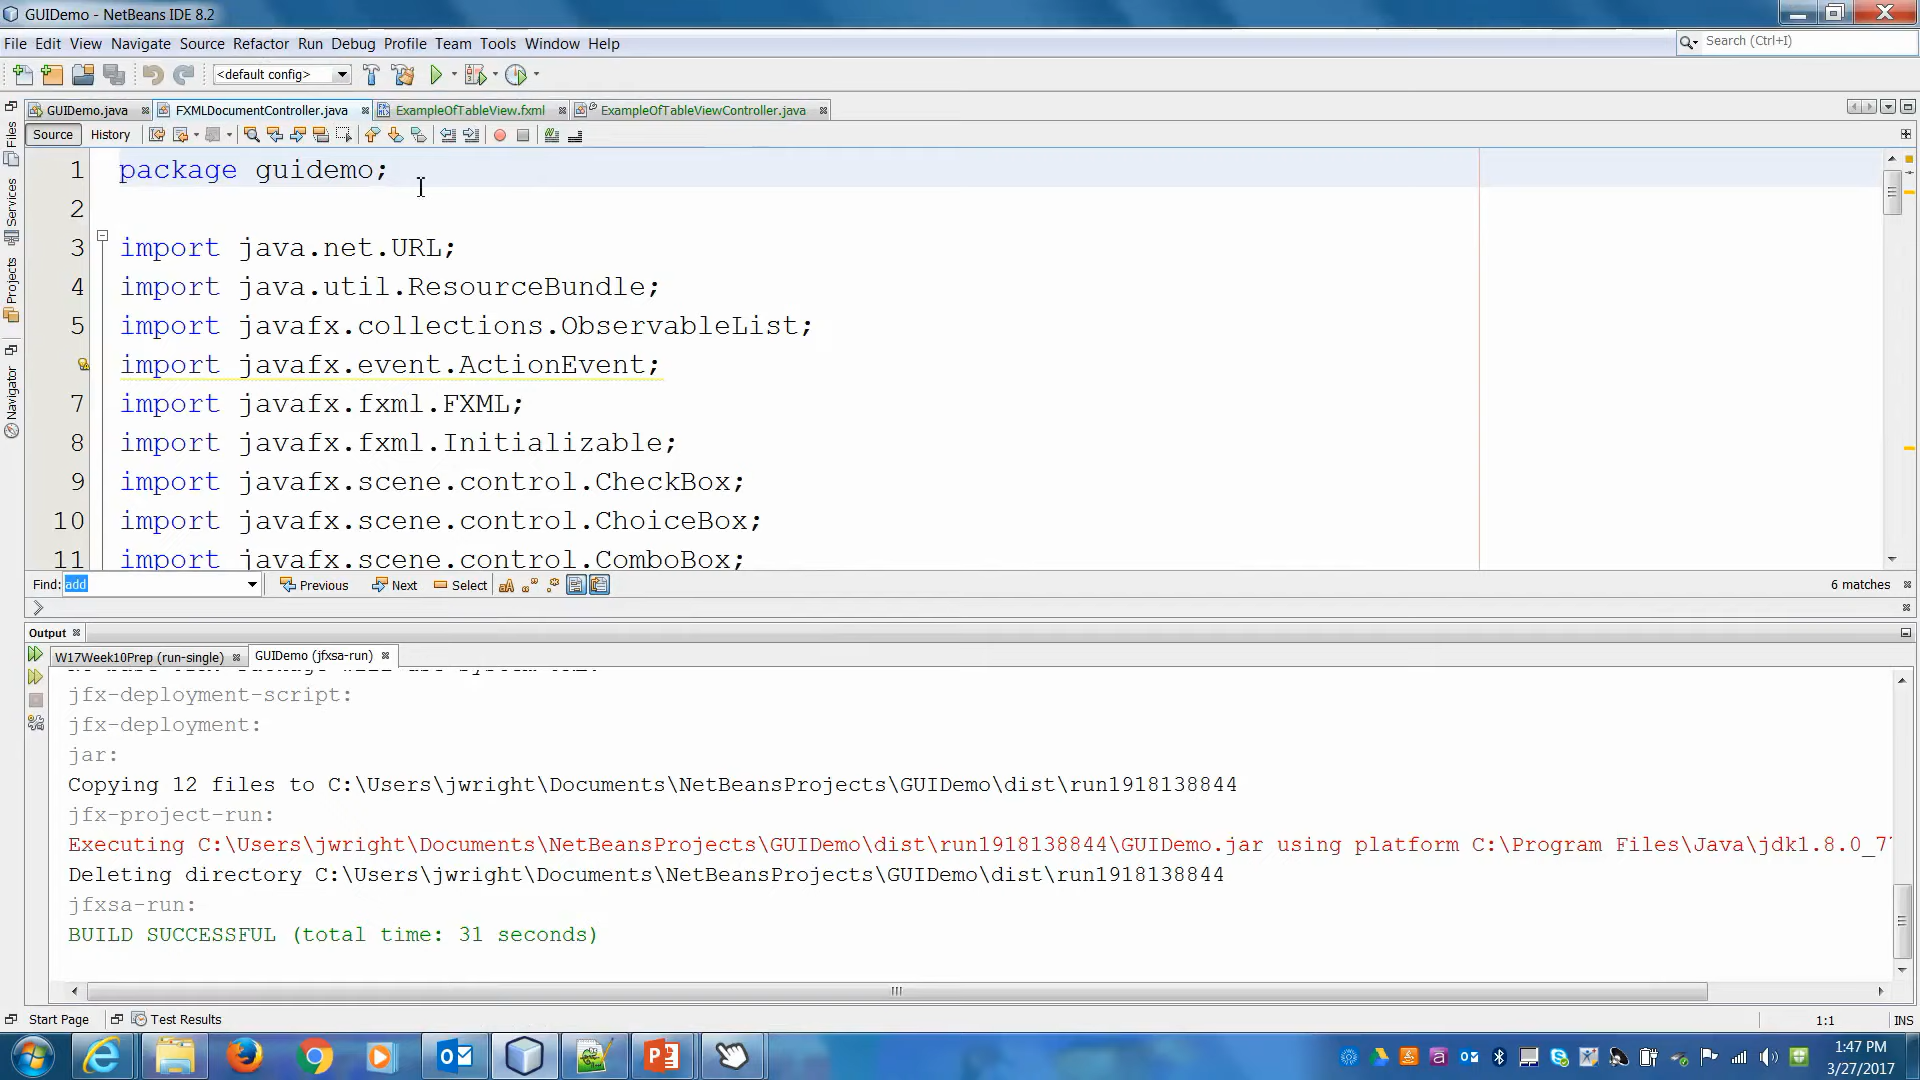 GUIDemo - NetBeans IDE 8.2
File Edit View Navigate Source Refactor Run Debug Profile Team Tools Window Help
Search (Ctrl+I)
<default config>
GUIDemo.java FXMLDocumentController.java ExampleOfTableView.fxml ExampleOfTableViewController.java
Source History
Files
Services
Projects
Navigator
1 package guidemo;
2
3 import java.net.URL;
4 import java.util.ResourceBundle;
5 import javafx.collections.ObservableList;
import javafx.event.ActionEvent;
7 import javafx.fxml.FXML;
8 import javafx.fxml.Initializable;
9 import javafx.scene.control.CheckBox;
10 import javafx.scene.control.ChoiceBox;
11 import javafx.scene.control.ComboBox;
Find: add Previous Next Select 6 matches
Output
W17Week10Prep (run-single) GUIDemo (jfxsa-run)
jfx-deployment-script:
jfx-deployment:
jar:
Copying 12 files to C:\Users\jwright\Documents\NetBeansProjects\GUIDemo\dist\run1918138844
jfx-project-run:
Executing C:\Users\jwright\Documents\NetBeansProjects\GUIDemo\dist\run1918138844\GUIDemo.jar using platform C:\Program Files\Java\jdk1.8.0_7
Deleting directory C:\Users\jwright\Documents\NetBeansProjects\GUIDemo\dist\run1918138844
jfxsa-run:
BUILD SUCCESSFUL (total time: 31 seconds)
Start Page Test Results
1:1 INS
1:47 PM
3/27/2017